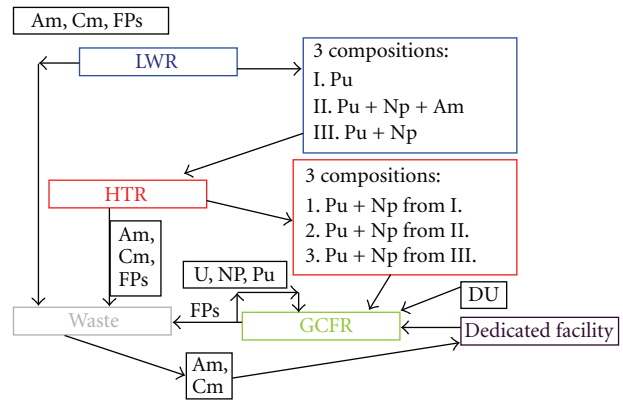 Am, Cm, FPs
LWR
3 compositions:
I. Pu
II. Pu + Np + Am
III. Pu + Np
HTR
3 compositions:
1. Pu + Np from I.
2. Pu + Np from II.
3. Pu + Np from III.
Am,
Cm,
FPs
U, NP, Pu
DU
Waste
FPs
GCFR
Dedicated facility
Am,
Cm